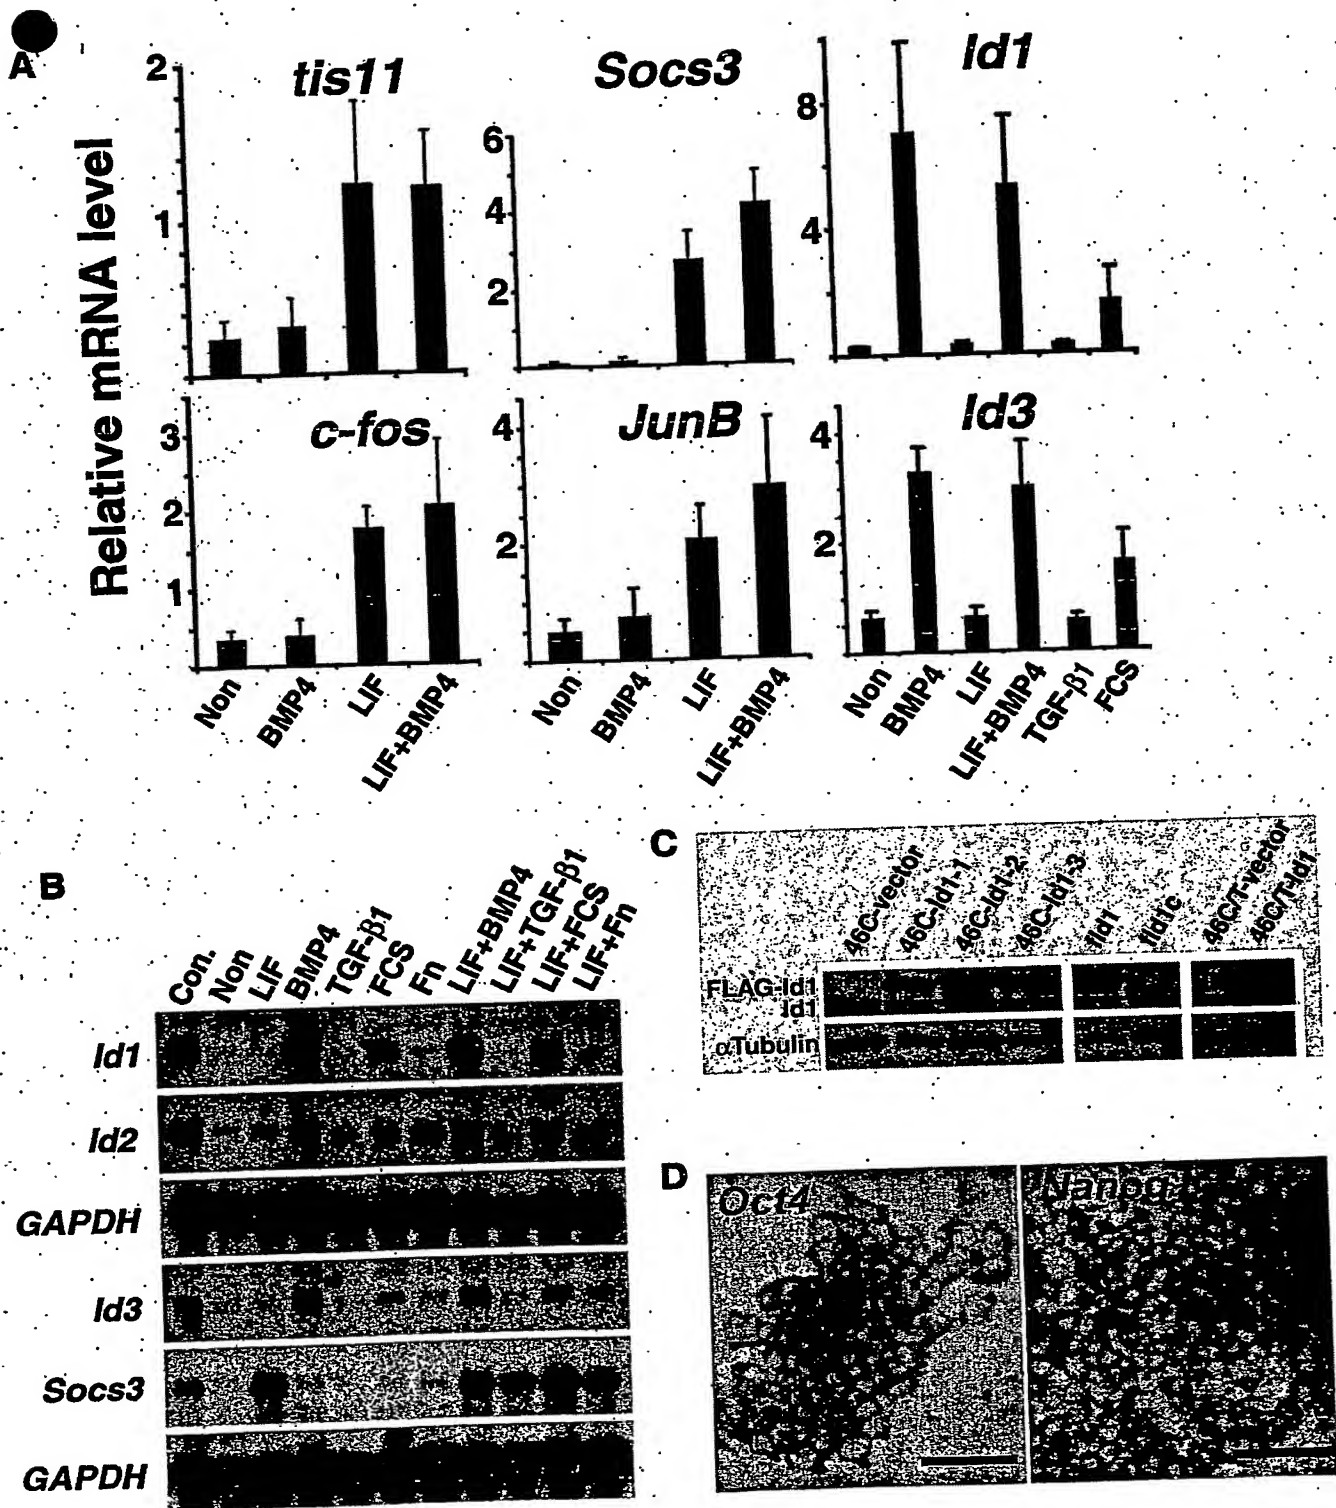 A
tis11
Socs3
Id1
Relative mRNA level
2
1
6
4
2
8
4
c-fos
JunB
Id3
3
2
1
4
2
4
2
Non
BMP4
LIF
LIF+BMP4
Non
BMP4
LIF
LIF+BMP4
Non
BMP4
LIF
LIF+BMP4
TGF-β1
FCS
B
Con.
Non
LIF
BMP4
TGF-β1
FCS
Fn
LIF+BMP4
LIF+TGF-β1
LIF+FCS
LIF+Fn
Id1
Id2
GAPDH
Id3
Socs3
GAPDH
C
46C-vector
46C-Id1-1
46C-Id1-2
46C-Id1-3
fId1
fId1c
46C/T-vector
46C/T-Id1
FLAG-Id1
Id1
αTubulin
D
Oct4
Nanog